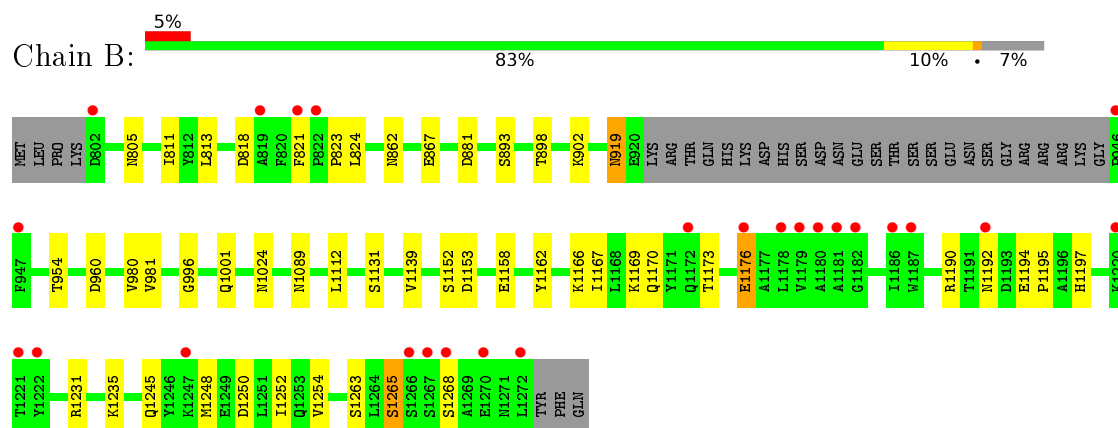 5%
Chain B:
83%
10%
•
7%
MET
LEU
PRO
LYS
D802
N805
I811
Y812
L813
D818
A819
F820
F821
P822
P823
L824
N862
E867
D881
S893
T898
K902
N919
E920
LYS
ARG
THR
GLN
HIS
LYS
ASP
HIS
SER
ASP
ASN
GLU
SER
THR
SER
SER
GLU
ASN
SER
GLY
ARG
ARG
ARG
LYS
GLY
F947
T954
D960
V980
V981
G996
Q1001
N1024
N1089
L1112
S1131
V1139
S1152
D1153
E1158
Y1162
K1166
I1167
L1168
K1169
Q1170
Y1171
Q1172
T1173
E1176
A1177
L1178
V1179
A1180
A1181
G1182
I1186
W1187
R1190
T1191
N1192
D1193
E1194
P1195
A1196
H1197
K1220
T1221
Y1222
R1231
K1235
Q1245
Y1246
K1247
M1248
E1249
D1250
L1251
I1252
Q1253
V1254
S1263
L1264
S1265
S1266
S1267
S1268
A1269
E1270
N1271
L1272
TYR
PHE
GLN